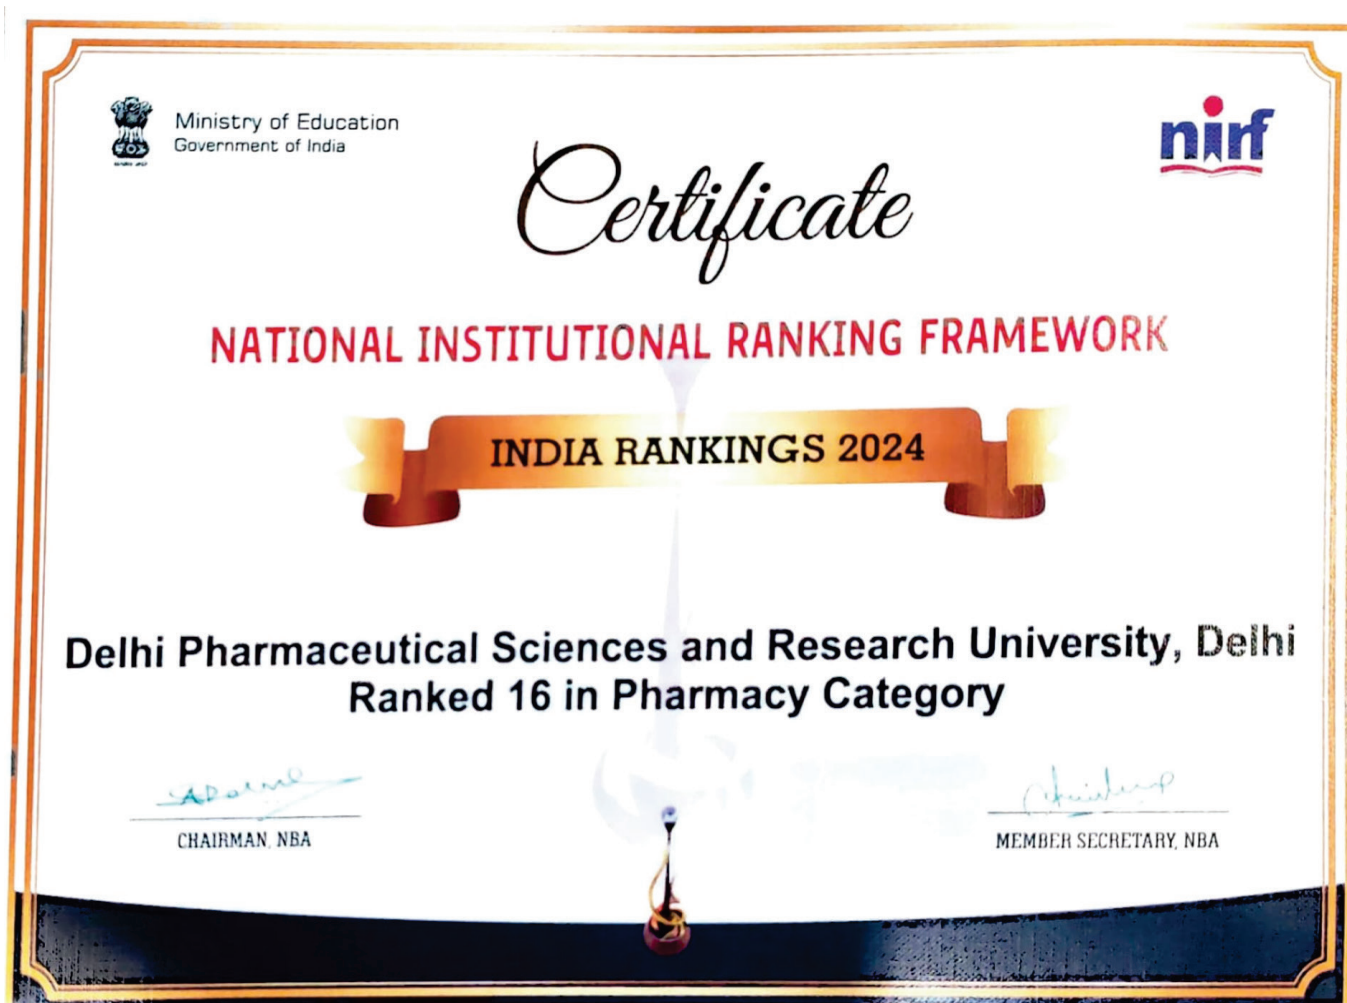 Ministry of Education
Government of India
nirf
Certificate
NATIONAL INSTITUTIONAL RANKING FRAMEWORK
INDIA RANKINGS 2024
Delhi Pharmaceutical Sciences and Research University, Delhi
Ranked 16 in Pharmacy Category
CHAIRMAN, NBA
MEMBER SECRETARY, NBA